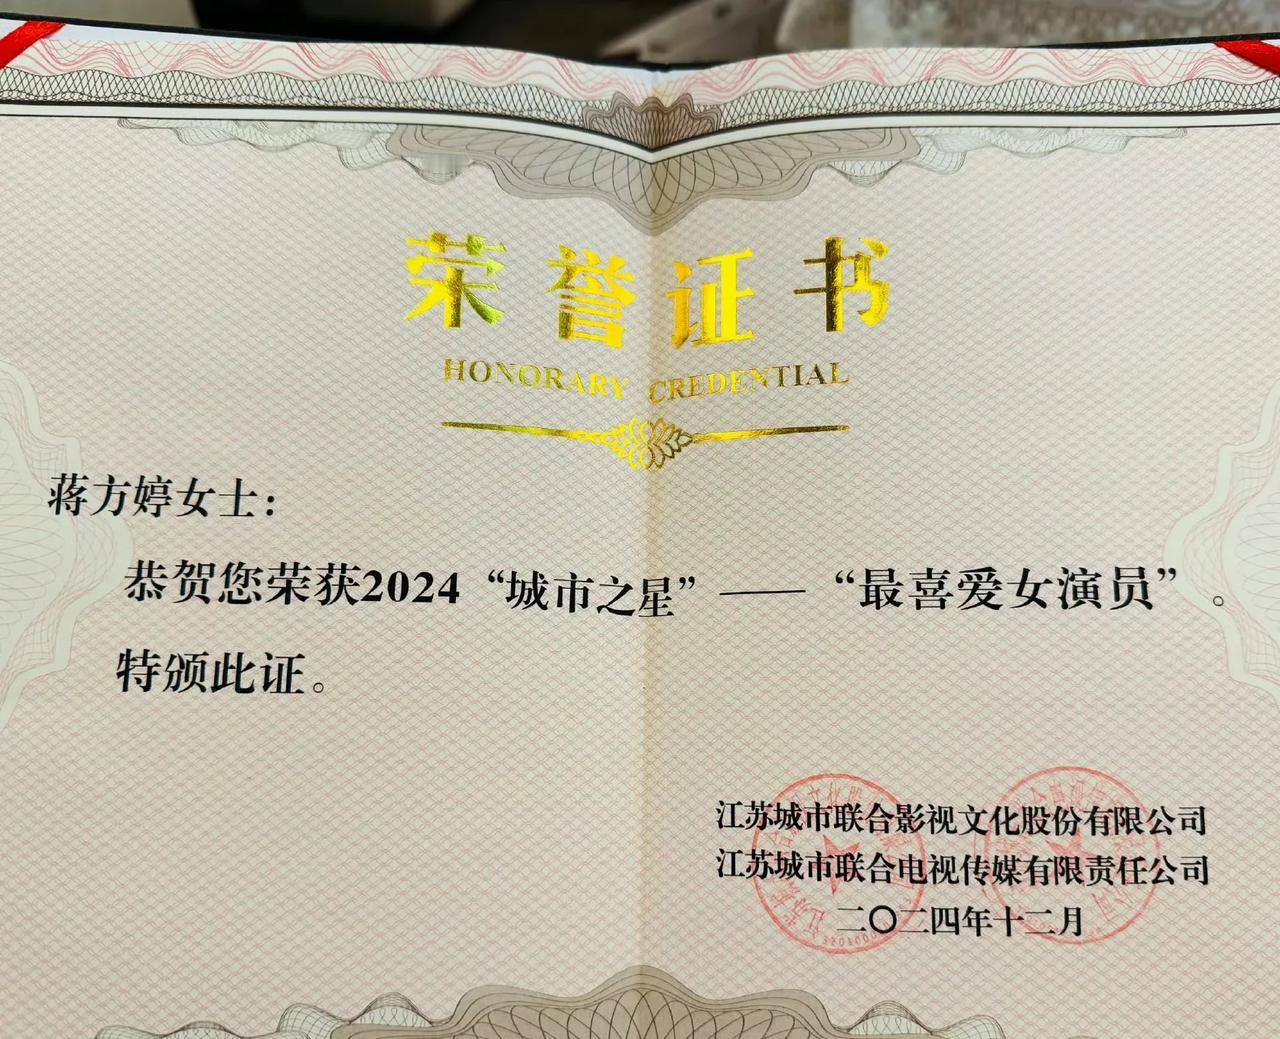 荣誉证书
HONORARY CREDENTIAL
蒋方婷女士：
恭贺您荣获2024“城市之星”——“最喜爱女演员”。
特颁此证。
江苏城市联合影视文化股份有限公司
江苏城市联合电视传媒有限责任公司
二〇二四年十二月